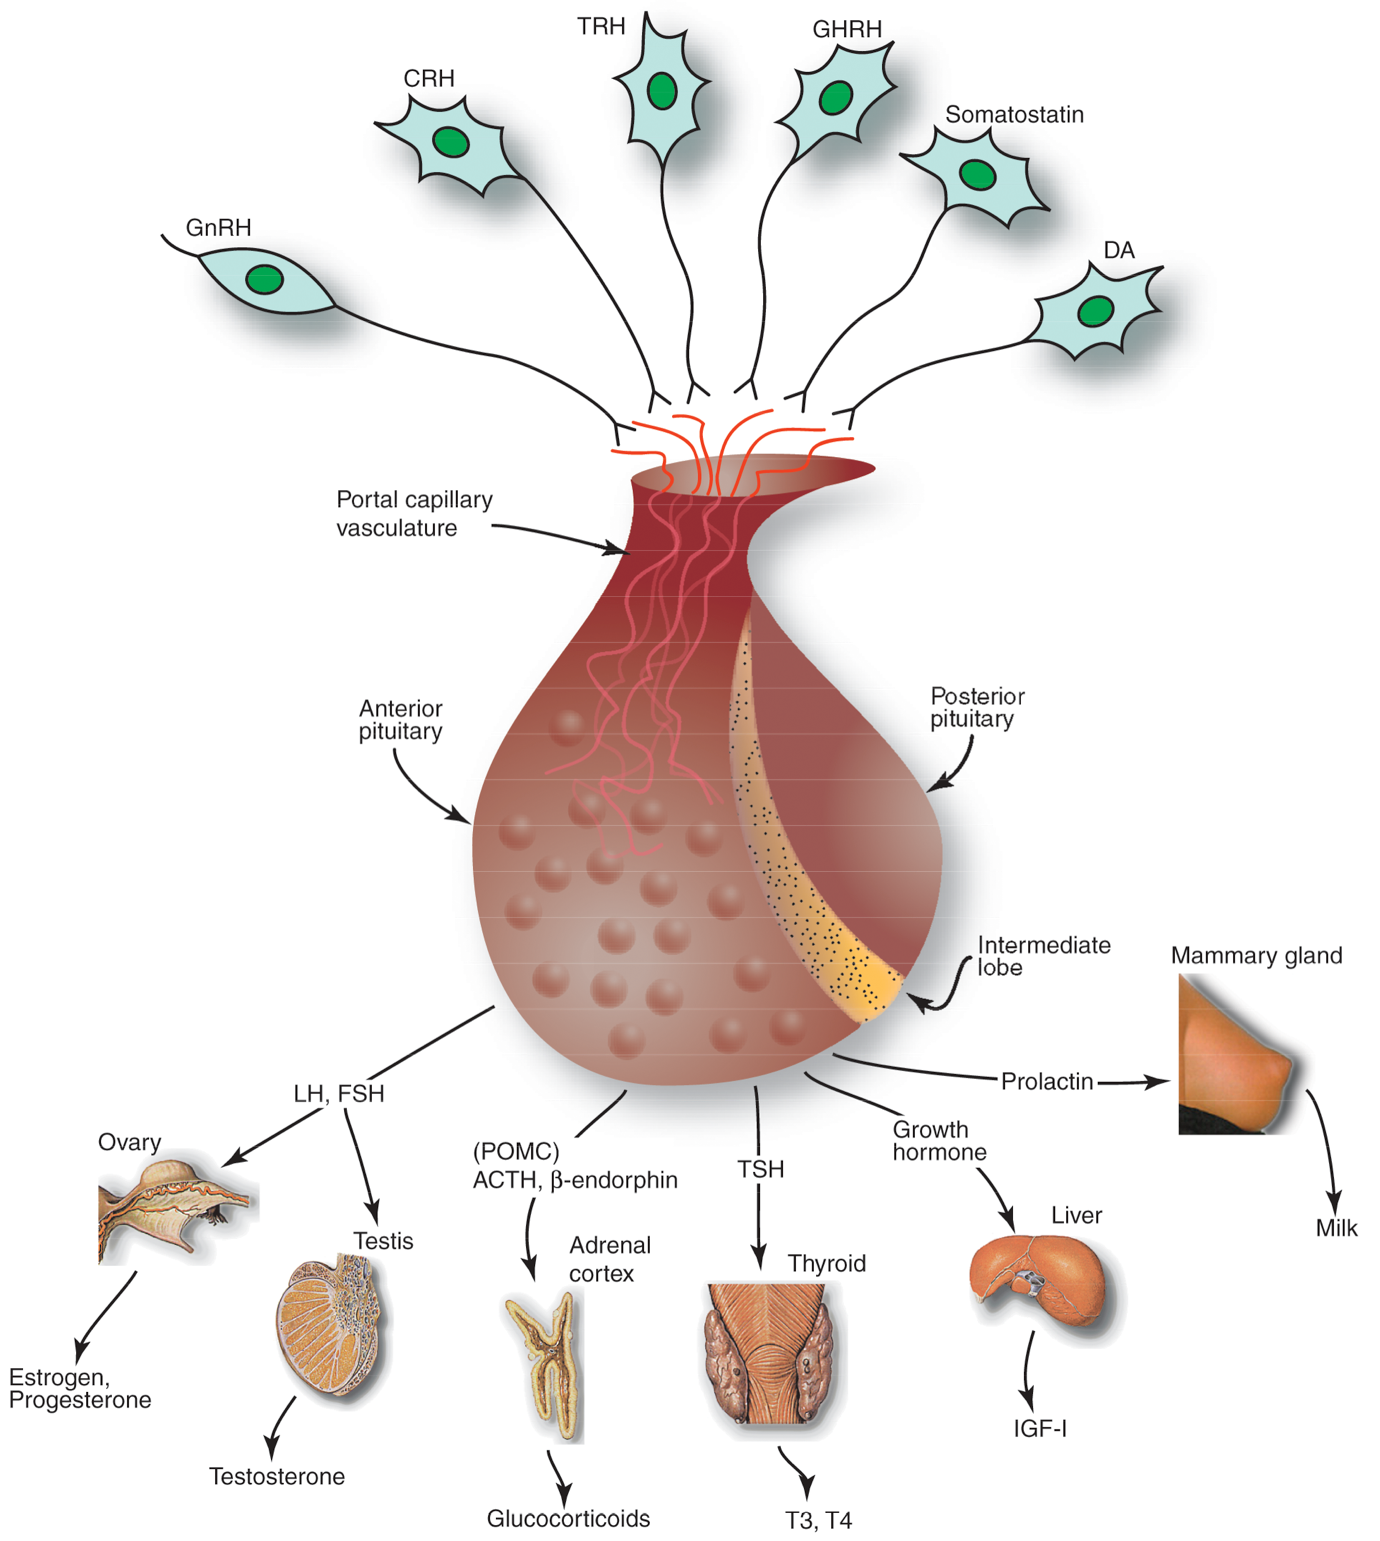 TRH
GHRH
CRH
Somatostatin
GnRH
DA
Portal capillary
vasculature
Anterior
pituitary
Posterior
pituitary
Intermediate
lobe
Mammary gland
Prolactin
LH, FSH
Growth
hormone
Ovary
(POMC)
ACTH, β-endorphin
TSH
Liver
Milk
Testis
Adrenal
cortex
Thyroid
Estrogen,
Progesterone
IGF-I
Testosterone
Glucocorticoids
T3, T4